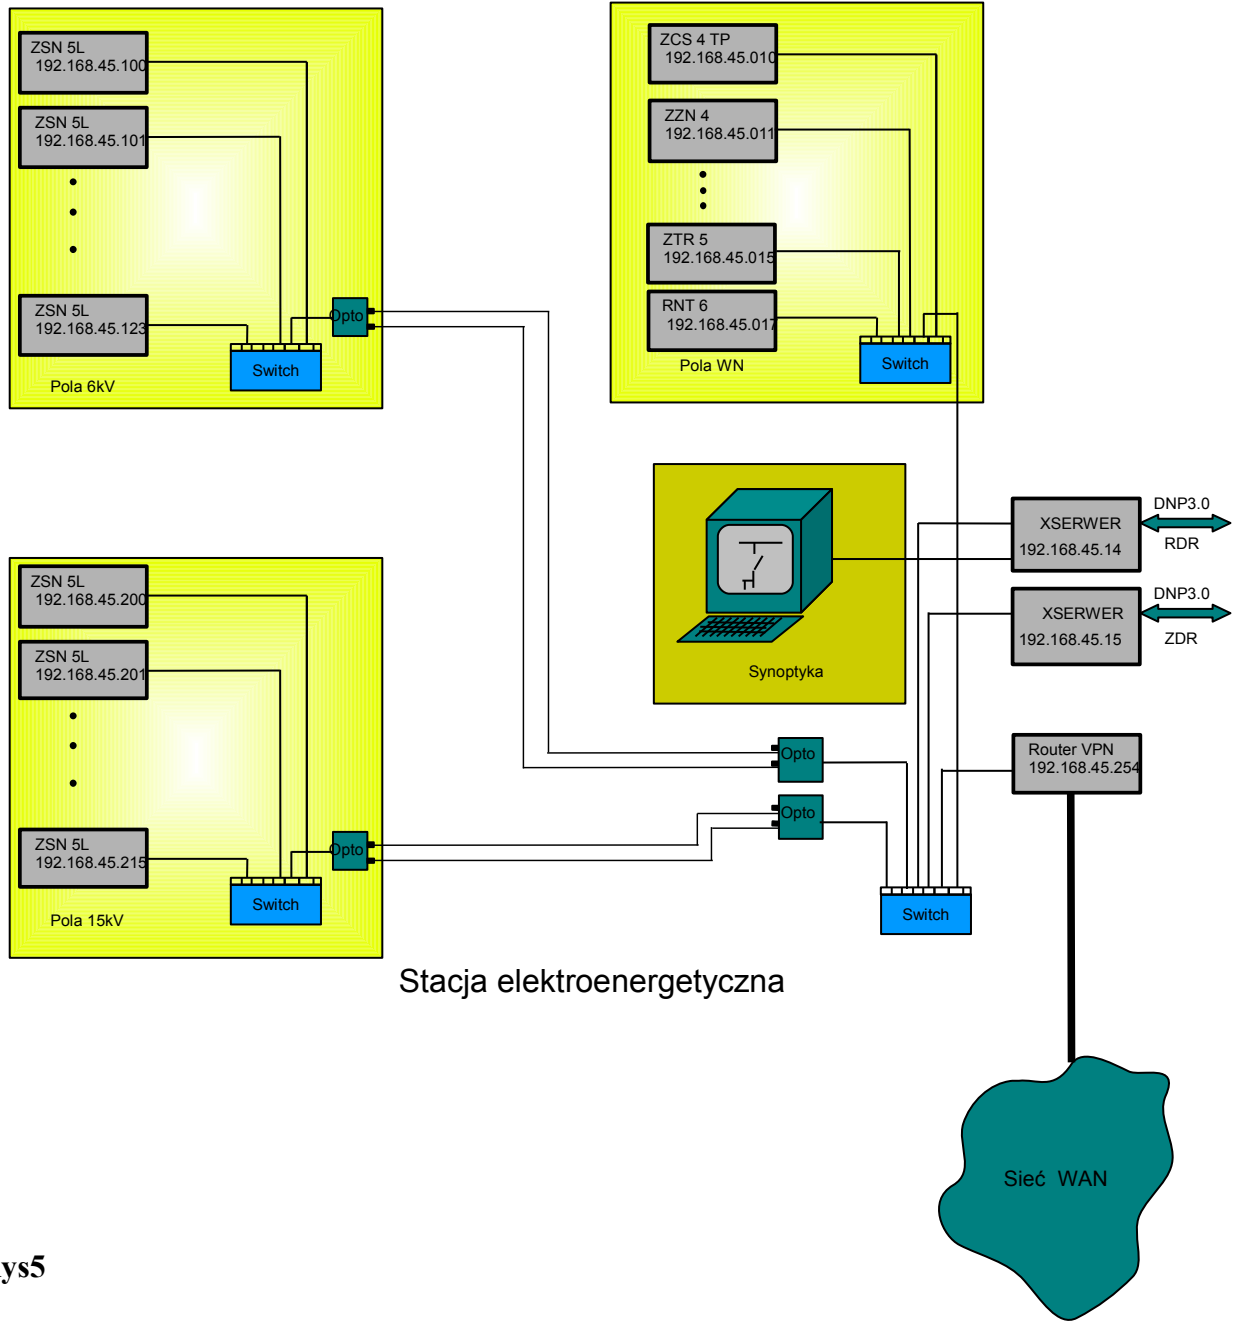 ZSN 5L
192.168.45.100
ZSN 5L
192.168.45.101
ZSN 5L
192.168.45.123
Opto
Switch
Pola 6kV
ZCS 4 TP
192.168.45.010
ZZN 4
192.168.45.011
ZTR 5
192.168.45.015
RNT 6
192.168.45.017
Pola WN
Switch
Synoptyka
XSERWER
192.168.45.14
DNP3.0
RDR
XSERWER
192.168.45.15
DNP3.0
ZDR
ZSN 5L
192.168.45.200
ZSN 5L
192.168.45.201
ZSN 5L
192.168.45.215
Opto
Switch
Pola 15kV
Opto
Opto
Router VPN
192.168.45.254
Switch
Stacja elektroenergetyczna
Sieć WAN
ys5